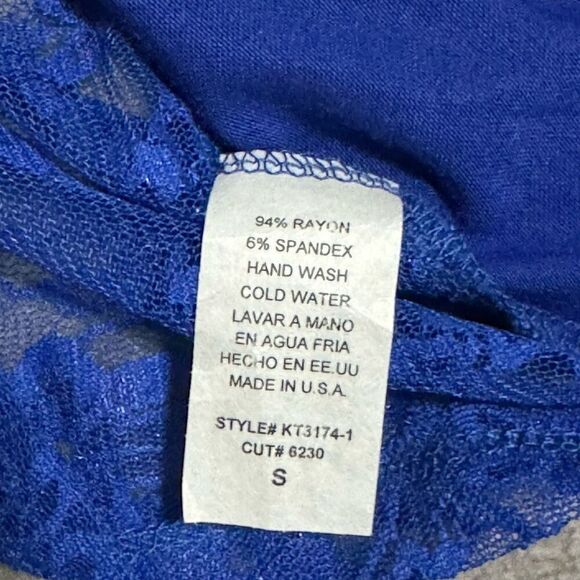 94% RAYON
6% SPANDEX
HAND WASH
COLD WATER
LAVAR A MANO
EN AGUA FRIA
HECHO EN EE.UU
MADE IN U.S.A.
STYLE# KT3174-1
CUT# 6230
S